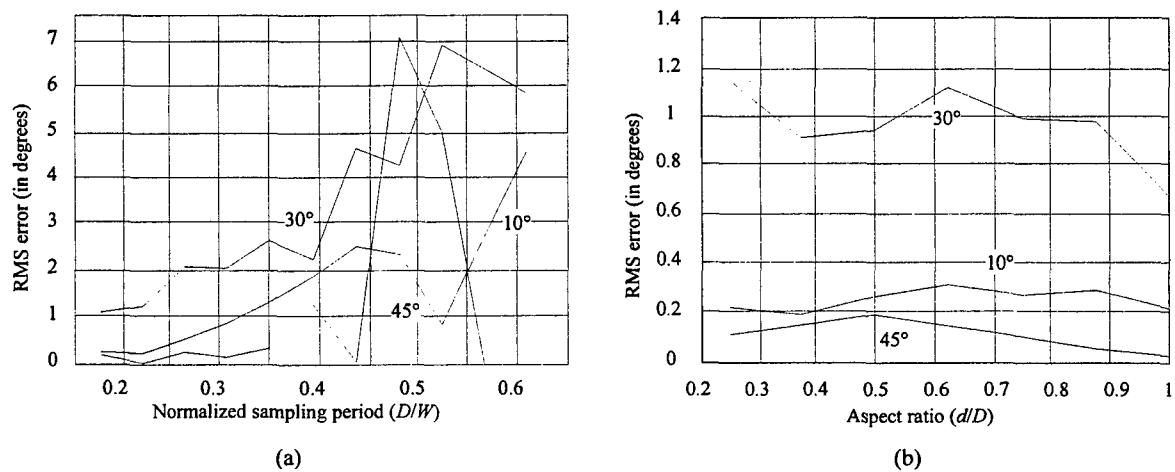 7
6
5
4
3
2
1
0
RMS error (in degrees)
30°
10°
45°
0.2 0.3 0.4 0.5 0.6
Normalized sampling period (D/W)
(a)
1.4
1.2
1
0.8
0.6
0.4
0.2
0
RMS error (in degrees)
30°
10°
45°
0.2 0.3 0.4 0.5 0.6 0.7 0.8 0.9 1
Aspect ratio (d/D)
(b)